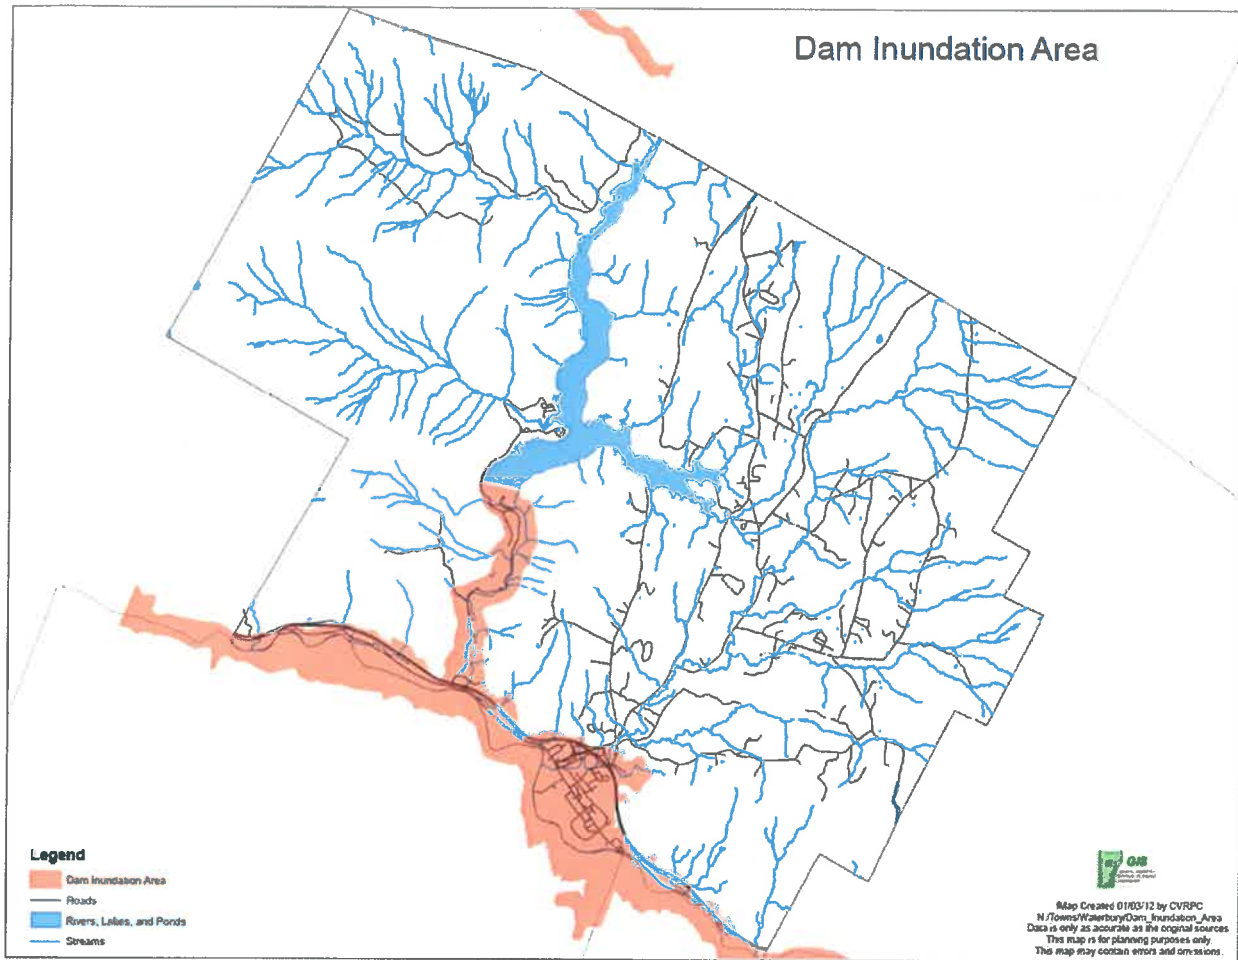 Dam Inundation Area
Legend
Dam Inundation Area
Roads
Rivers, Lakes, and Ponds
Streams
GIS
Map Created 01/03/12 by CVRPC
N:/Towns/Waterbury/Dam_Inundation_Area
Data is only as accurate as the original sources
This map is for planning purposes only.
This map may contain errors and omissions.